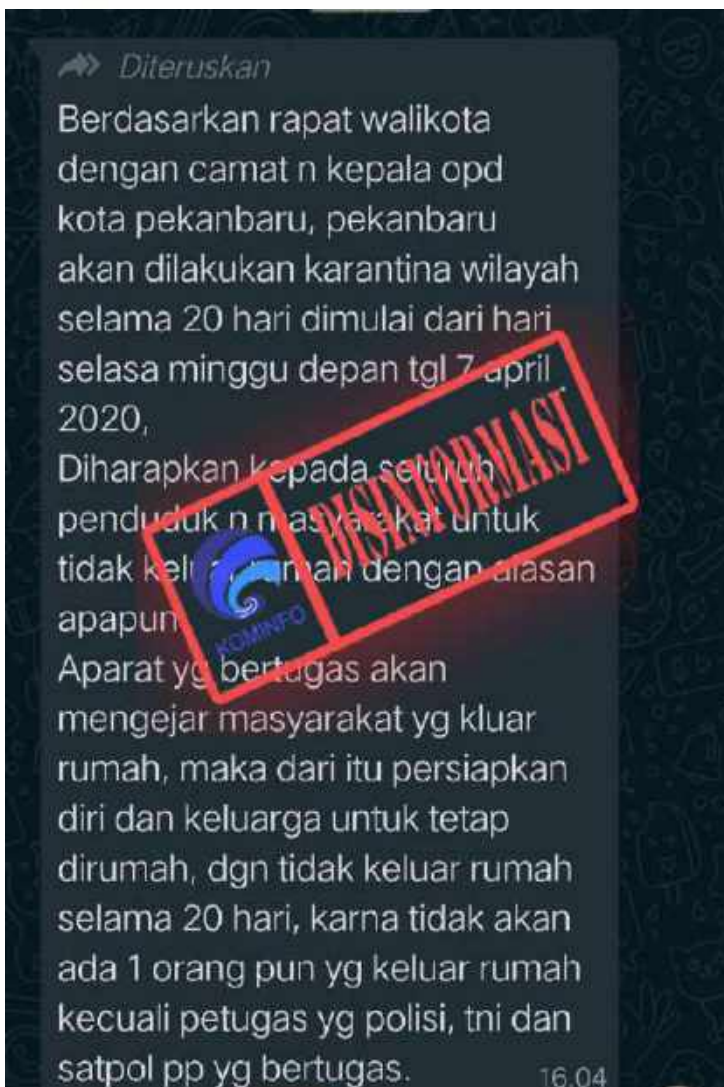 Diteruskan
Berdasarkan rapat walikota
dengan camat n kepala opd
kota pekanbaru, pekanbaru
akan dilakukan karantina wilayah
selama 20 hari dimulai dari hari
selasa minggu depan tgl 7 april
2020,
Diharapkan kepada seluruh
penduduk n masyarakat untuk
tidak keluar rumah dengan alasan
apapun
KOMINFO
DISINFORMASI
Aparat yg bertugas akan
mengejar masyarakat yg kluar
rumah, maka dari itu persiapkan
diri dan keluarga untuk tetap
dirumah, dgn tidak keluar rumah
selama 20 hari, karna tidak akan
ada 1 orang pun yg keluar rumah
kecuali petugas yg polisi, tni dan
satpol pp yg bertugas.
16.04